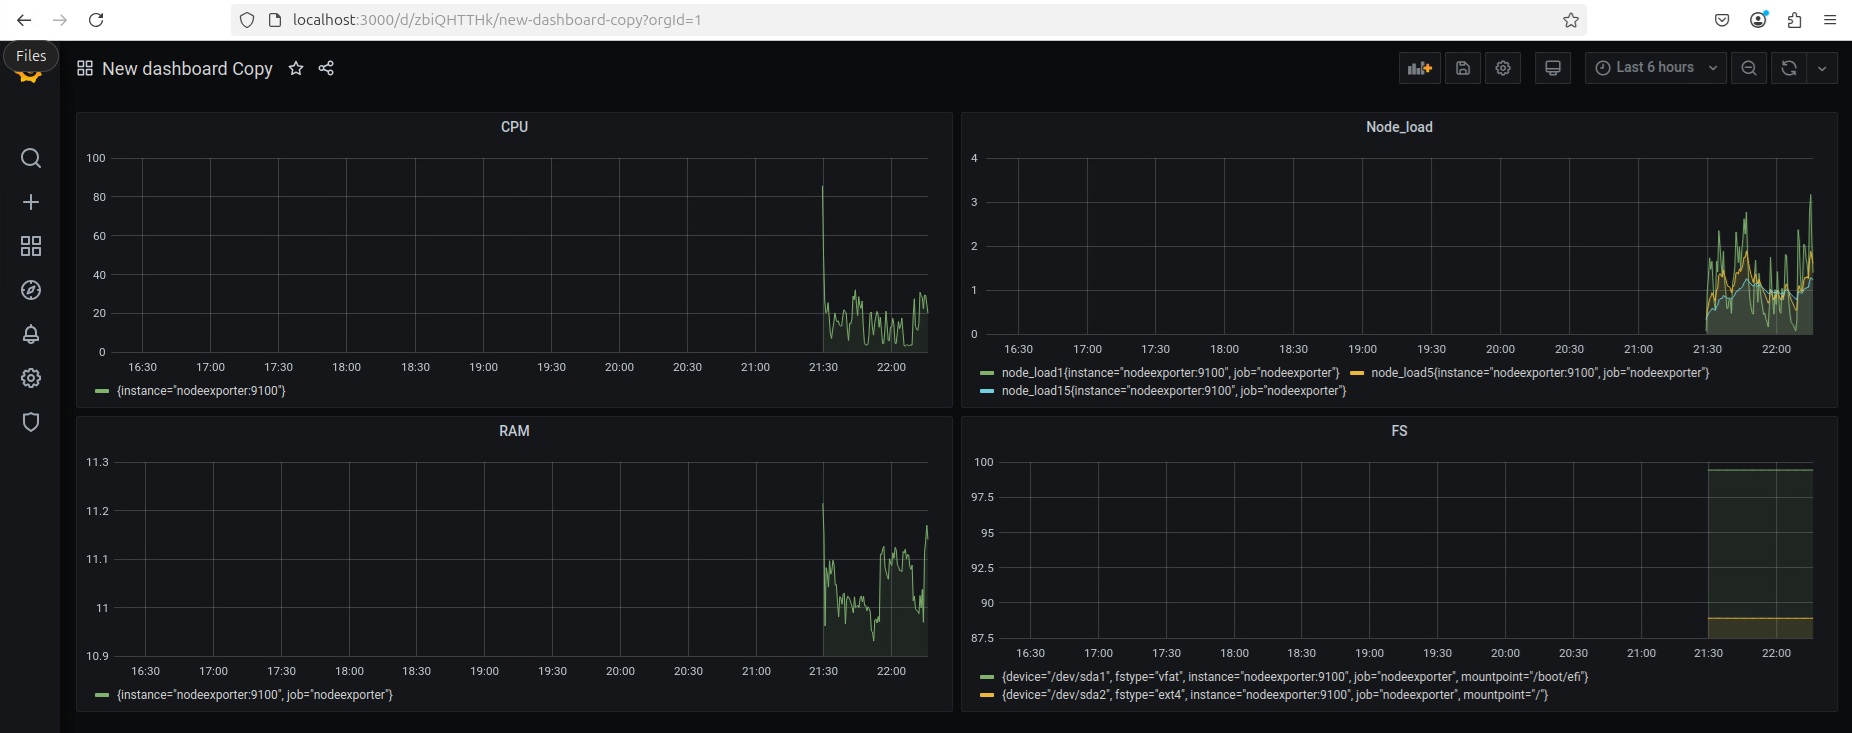 localhost:3000/d/zbiQHTTHk/new-dashboard-copy?orgId=1
Files
New dashboard Copy
Last 6 hours
CPU
100
80
60
40
20
0
16:30 17:00 17:30 18:00 18:30 19:00 19:30 20:00 20:30 21:00 21:30 22:00
{instance="nodeexporter:9100"}
Node_load
4
3
2
1
0
16:30 17:00 17:30 18:00 18:30 19:00 19:30 20:00 20:30 21:00 21:30 22:00
node_load1{instance="nodeexporter:9100", job="nodeexporter"} node_load5{instance="nodeexporter:9100", job="nodeexporter"}
node_load15{instance="nodeexporter:9100", job="nodeexporter"}
RAM
11.3
11.2
11.1
11
10.9
16:30 17:00 17:30 18:00 18:30 19:00 19:30 20:00 20:30 21:00 21:30 22:00
{instance="nodeexporter:9100", job="nodeexporter"}
FS
100
97.5
95
92.5
90
87.5
16:30 17:00 17:30 18:00 18:30 19:00 19:30 20:00 20:30 21:00 21:30 22:00
{device="/dev/sda1", fstype="vfat", instance="nodeexporter:9100", job="nodeexporter", mountpoint="/boot/efi"}
{device="/dev/sda2", fstype="ext4", instance="nodeexporter:9100", job="nodeexporter", mountpoint="/"}